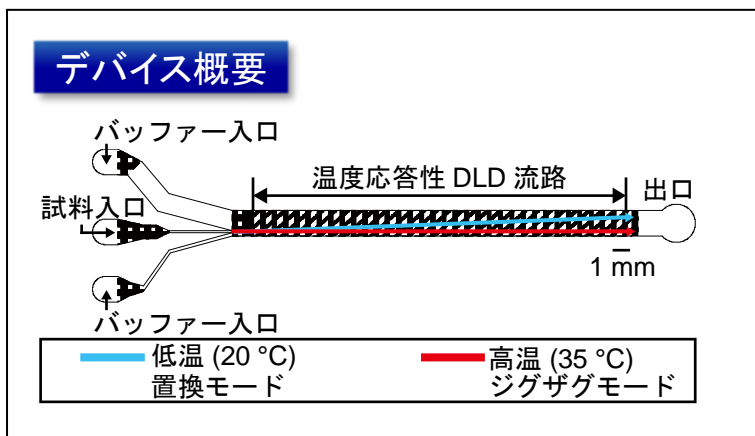 デバイス概要
バッファー入口
温度応答性 DLD 流路
出口
試料入口
1 mm
バッファー入口
低温 (20 °C)
置換モード
高温 (35 °C)
ジグザグモード